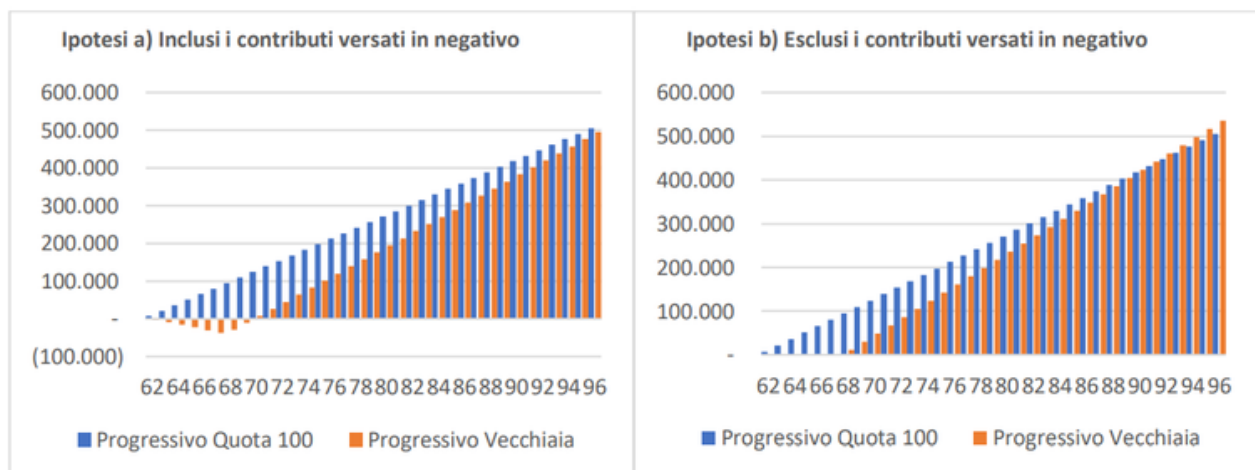 Ipotesi a) Inclusi i contributi versati in negativo
600.000
500.000
400.000
300.000
200.000
100.000
-
(100.000)
62 64 66 68 70 72 74 76 78 80 82 84 86 88 90 92 94 96
Progressivo Quota 100 Progressivo Vecchiaia
Ipotesi b) Esclusi i contributi versati in negativo
600.000
500.000
400.000
300.000
200.000
100.000
-
62 64 66 68 70 72 74 76 78 80 82 84 86 88 90 92 94 96
Progressivo Quota 100 Progressivo Vecchiaia